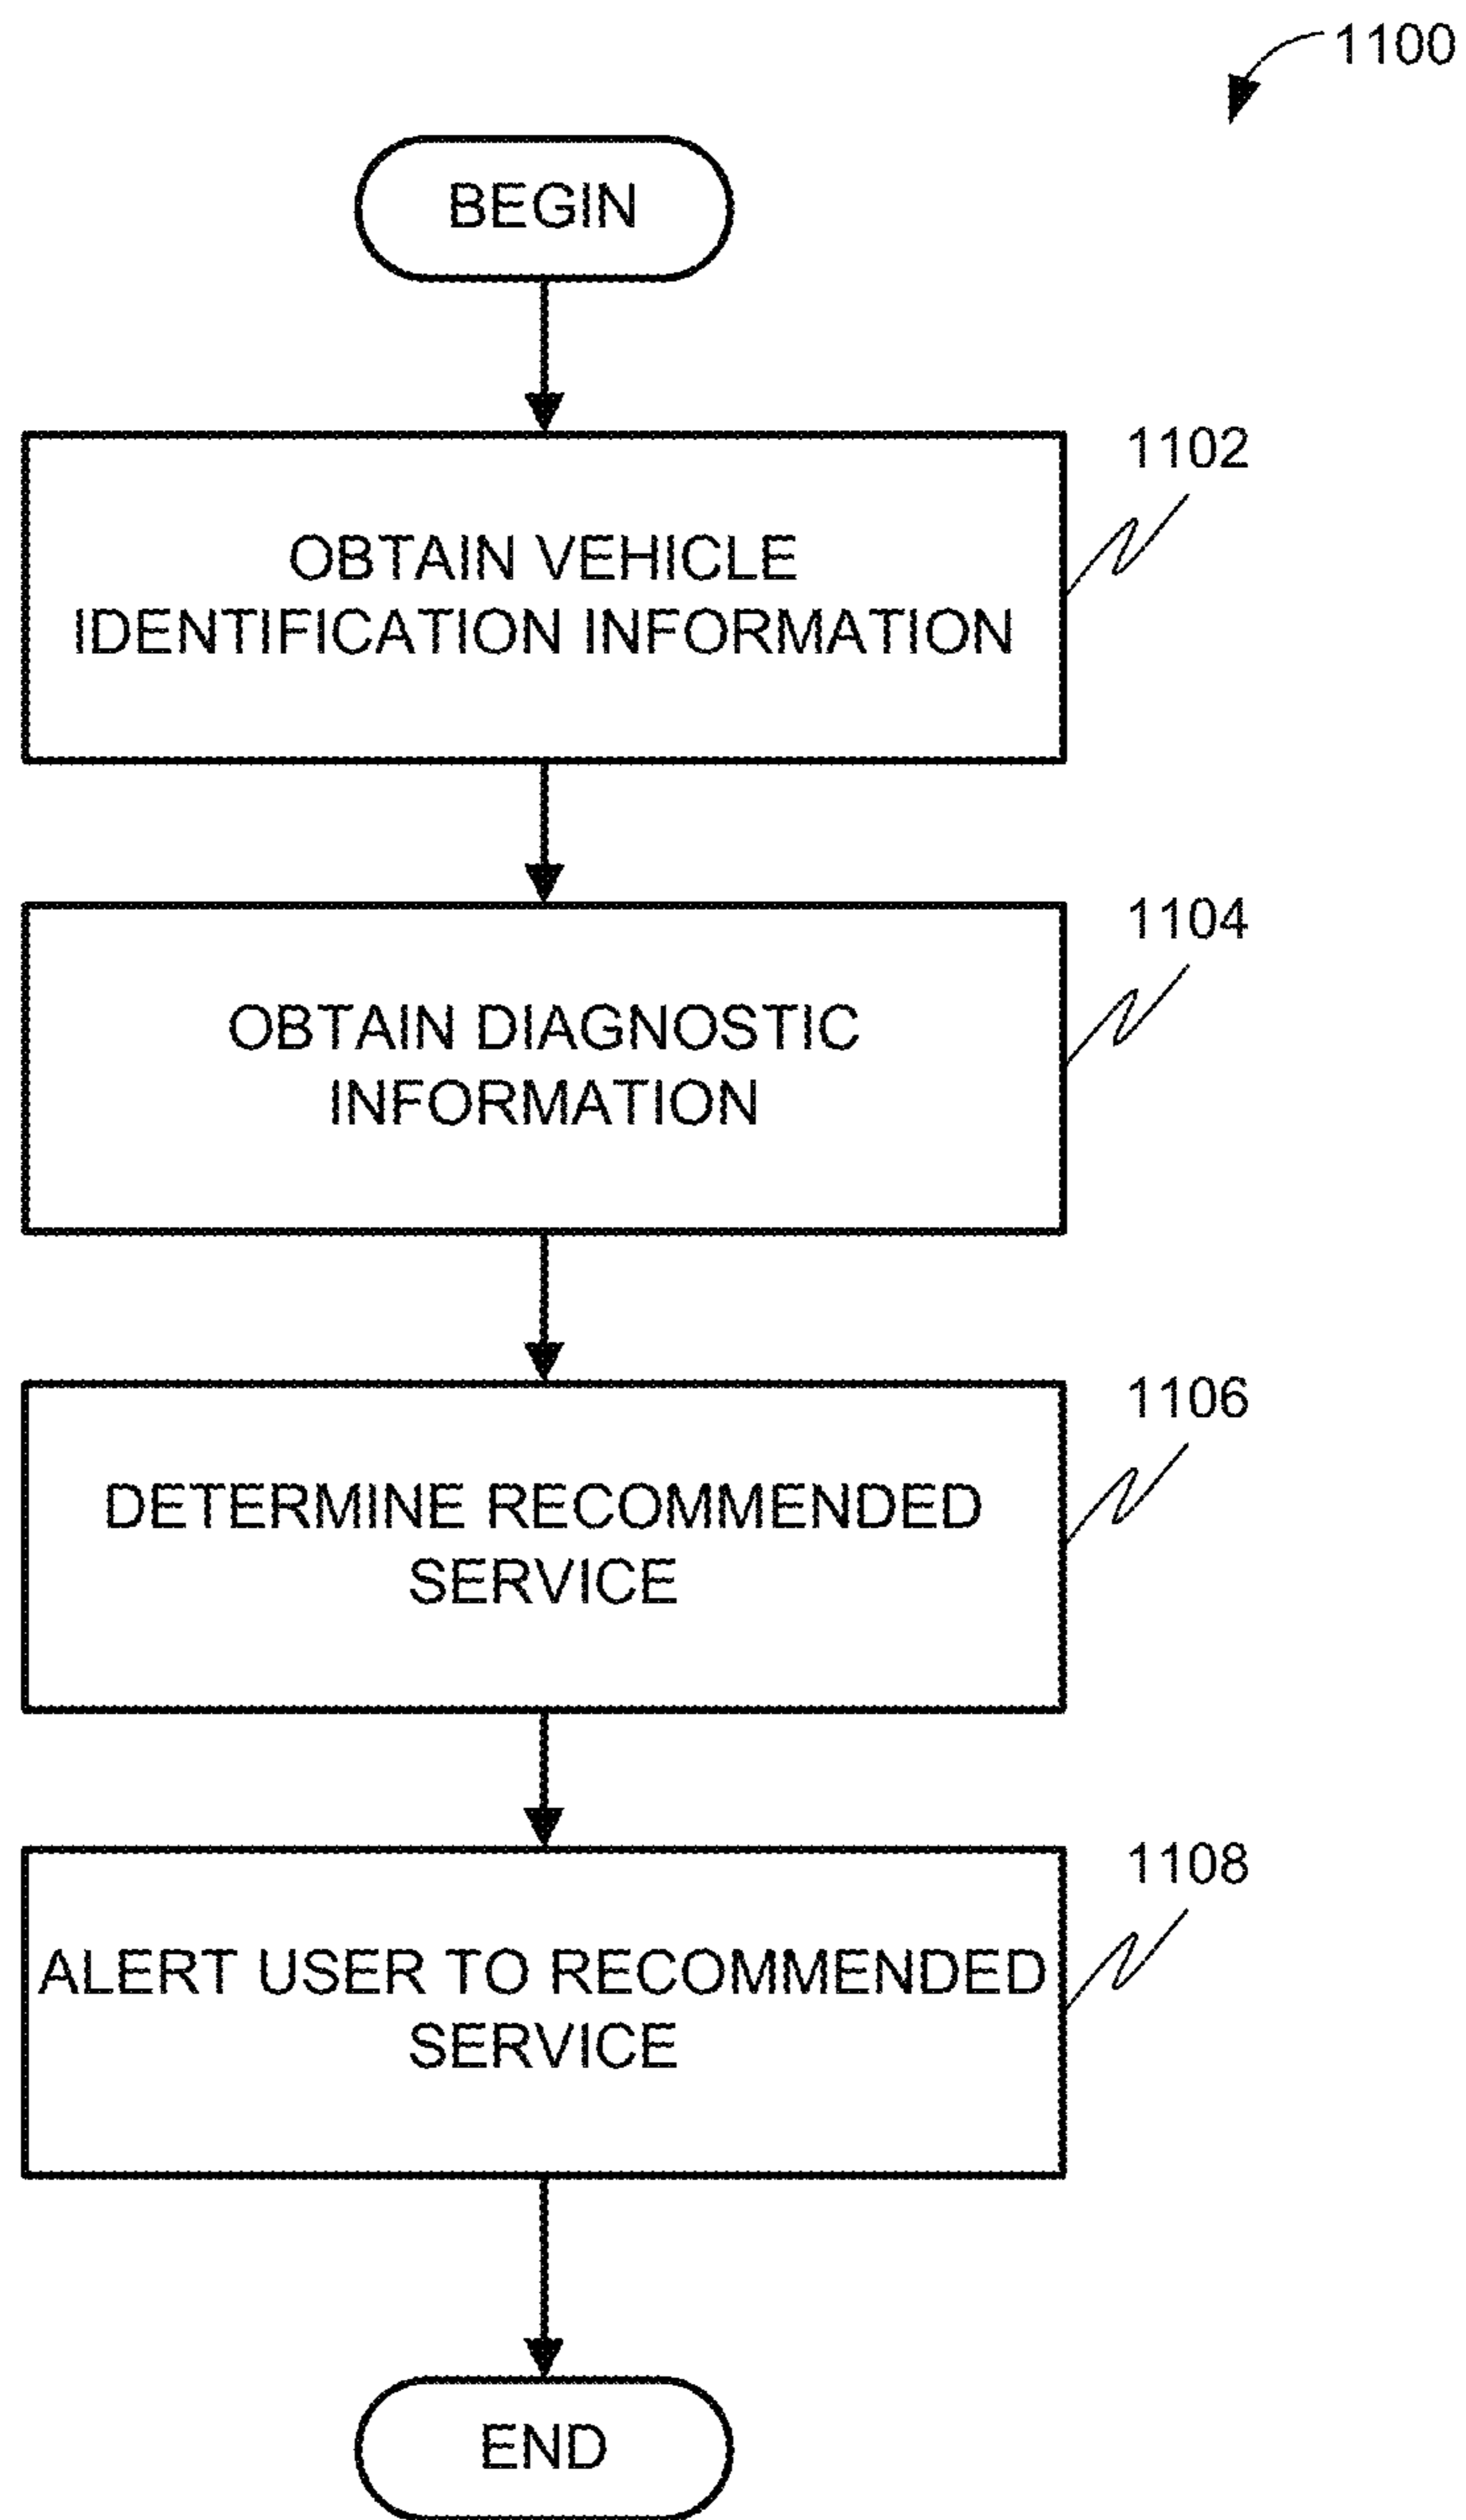 1100
BEGIN
1102
OBTAIN VEHICLE
IDENTIFICATION INFORMATION
1104
OBTAIN DIAGNOSTIC
INFORMATION
1106
DETERMINE RECOMMENDED
SERVICE
1108
ALERT USER TO RECOMMENDED
SERVICE
END